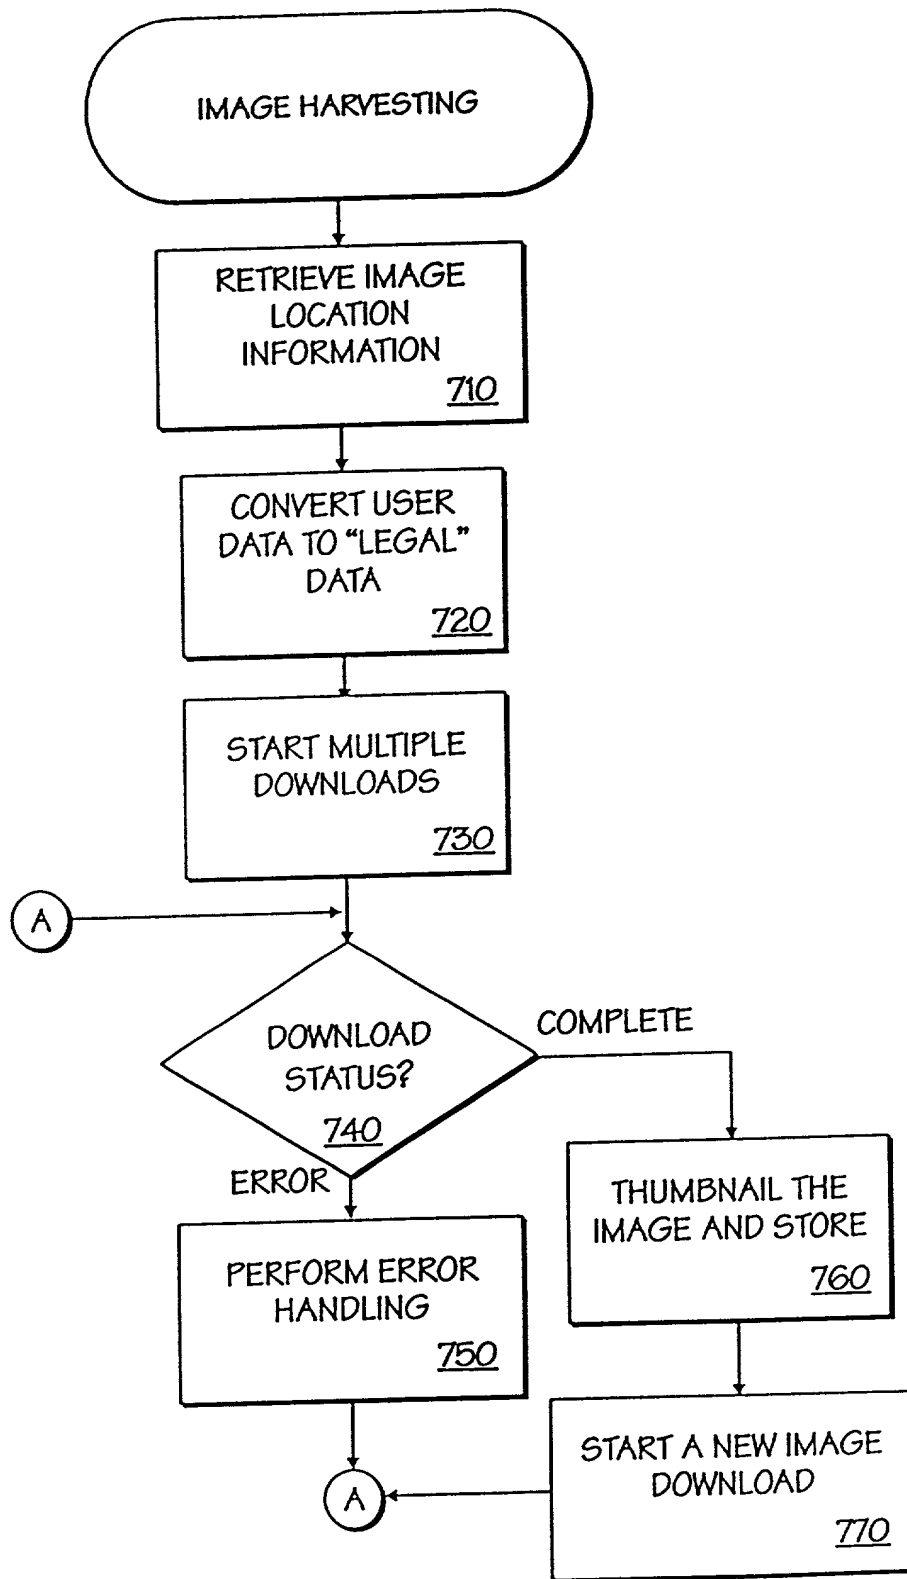 IMAGE HARVESTING
RETRIEVE IMAGE
LOCATION
INFORMATION
710
CONVERT USER
DATA TO “LEGAL”
DATA
720
START MULTIPLE
DOWNLOADS
730
A
DOWNLOAD
STATUS?
740
COMPLETE
ERROR
THUMBNAIL THE
IMAGE AND STORE
760
PERFORM ERROR
HANDLING
750
START A NEW IMAGE
DOWNLOAD
770
A